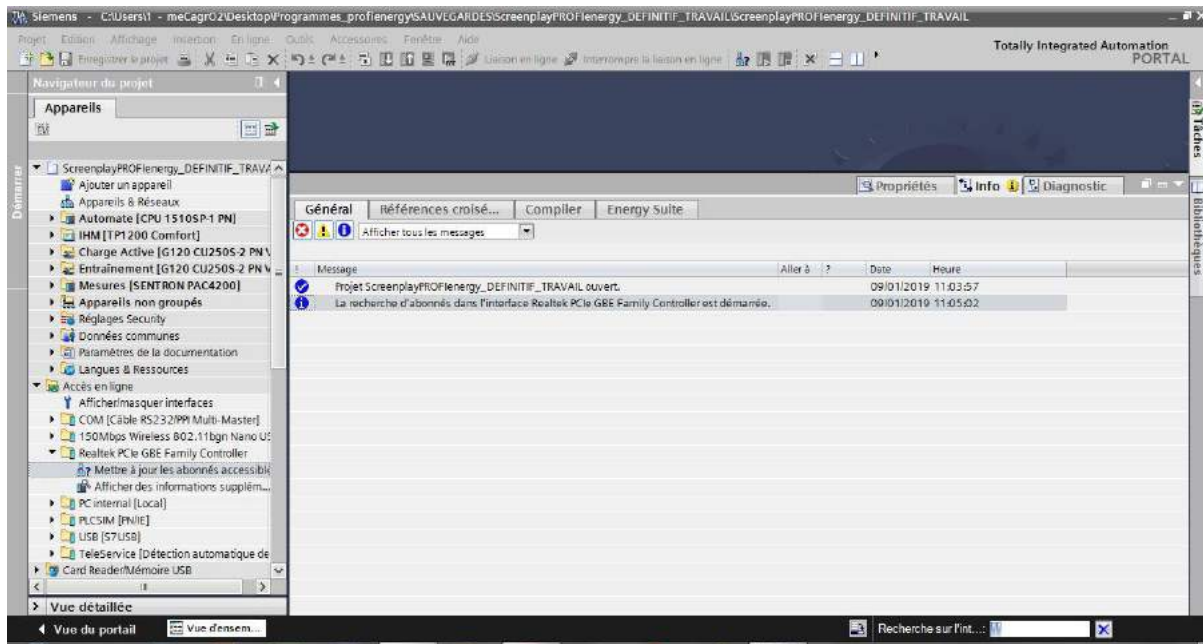 Siemens - C:\Users\1 - meCagrO2\Desktop\Programmes_profienergy\SAUVEGARDES\ScreenplayPROFIenergy_DEFINITIF_TRAVAIL\ScreenplayPROFIenergy_DEFINITIF_TRAVAIL
Projet Edition Affichage Insertion En ligne Outils Accessoires Fenêtre Aide
Totally Integrated Automation
PORTAL
Enregistrer le projet Liaison en ligne Interrompre la liaison en ligne
Navigateur du projet
Appareils
Démarrer
ScreenplayPROFIenergy_DEFINITIF_TRAVA
Ajouter un appareil
Appareils & Réseaux
Automate [CPU 1510SP-1 PN]
IHM [TP1200 Comfort]
Charge Active [G120 CU250S-2 PN V
Entraînement [G120 CU250S-2 PN V
Mesures [SENTRON PAC4200]
Appareils non groupés
Réglages Security
Données communes
Paramètres de la documentation
Langues & Ressources
Accès en ligne
Afficher/masquer interfaces
COM [Câble RS232/PPI Multi-Master]
150Mbps Wireless 802.11bgn Nano US
Realtek PCIe GBE Family Controller
Mettre à jour les abonnés accessible
Afficher des informations supplém...
PC internal [Local]
PLCSIM [PN/IE]
USB [S7USB]
TeleService [Détection automatique de
Card Reader/Mémoire USB
Vue détaillée
Propriétés Info Diagnostic
Général Références croisé... Compiler Energy Suite
Afficher tous les messages
! Message Aller à ? Date Heure
Projet ScreenplayPROFIenergy_DEFINITIF_TRAVAIL ouvert. 09/01/2019 11:03:57
La recherche d'abonnés dans l'interface Realtek PCIe GBE Family Controller est démarrée. 09/01/2019 11:05:02
Tâches
Bibliothèques
Vue du portail Vue d'ensem... Recherche sur l'int...: